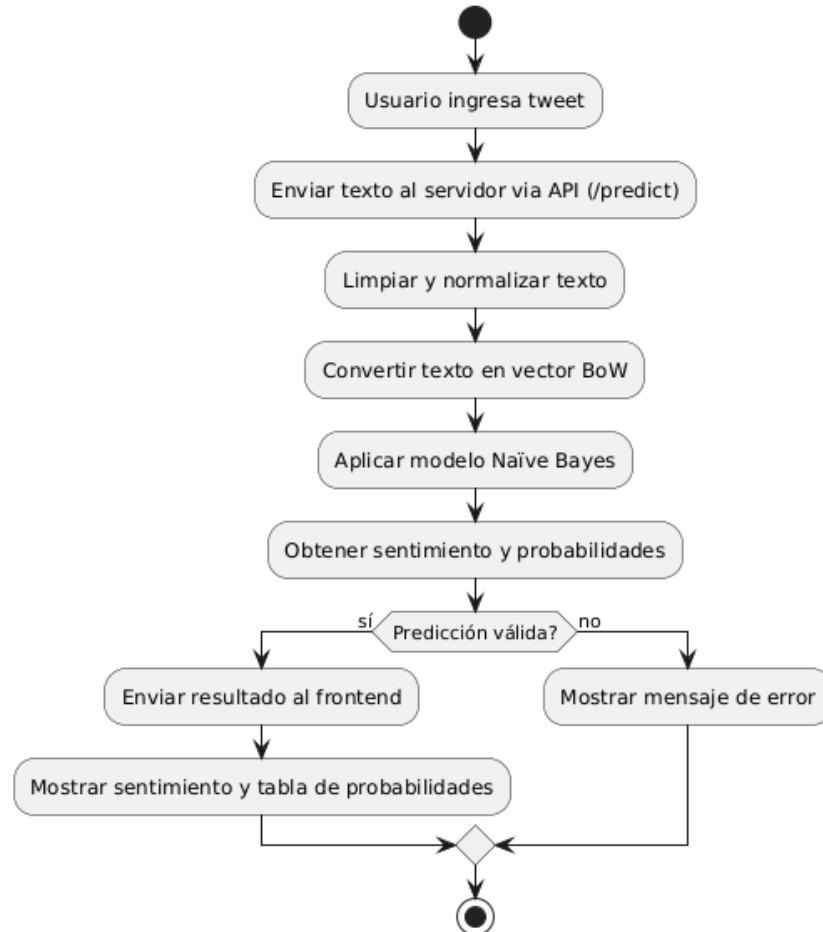 Usuario ingresa tweet
Enviar texto al servidor via API (/predict)
Limpiar y normalizar texto
Convertir texto en vector BoW
Aplicar modelo Naïve Bayes
Obtener sentimiento y probabilidades
sí
Predicción válida?
no
Enviar resultado al frontend
Mostrar mensaje de error
Mostrar sentimiento y tabla de probabilidades